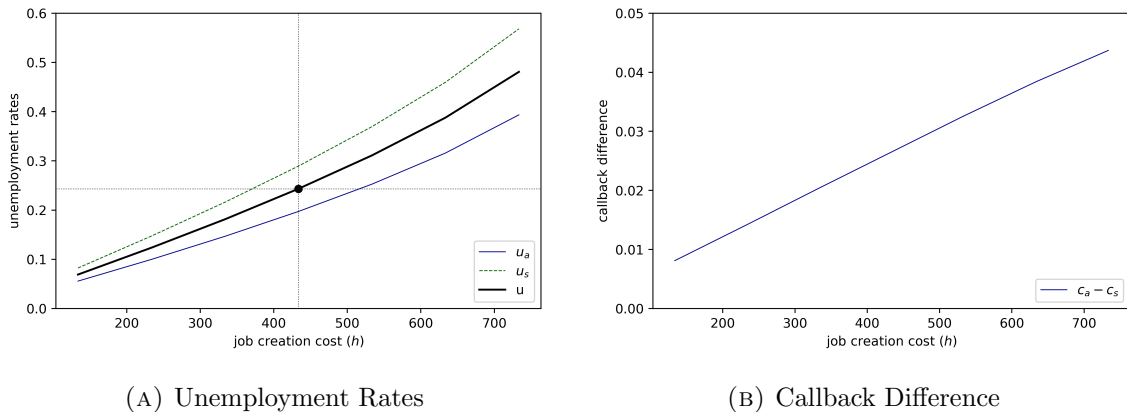 0.6
0.5
0.4
0.3
0.2
0.1
0.0
unemployment rates
200 300 400 500 600 700
job creation cost (h)
u_a
u_s
u
(A) Unemployment Rates
0.05
0.04
0.03
0.02
0.01
0.00
callback difference
200 300 400 500 600 700
job creation cost (h)
c_a − c_s
(B) Callback Difference